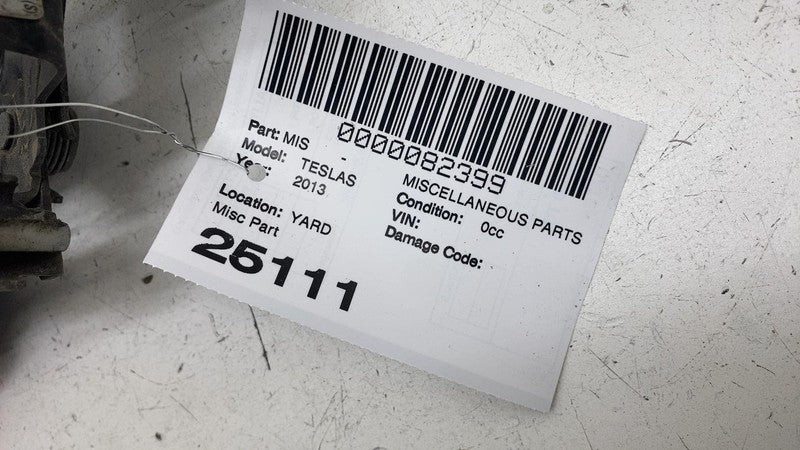 0000082399
Part: MIS - MISCELLANEOUS PARTS
Model: TESLAS Condition: 0cc
Year: 2013 VIN:
Damage Code:
Location: YARD
Misc Part
25111